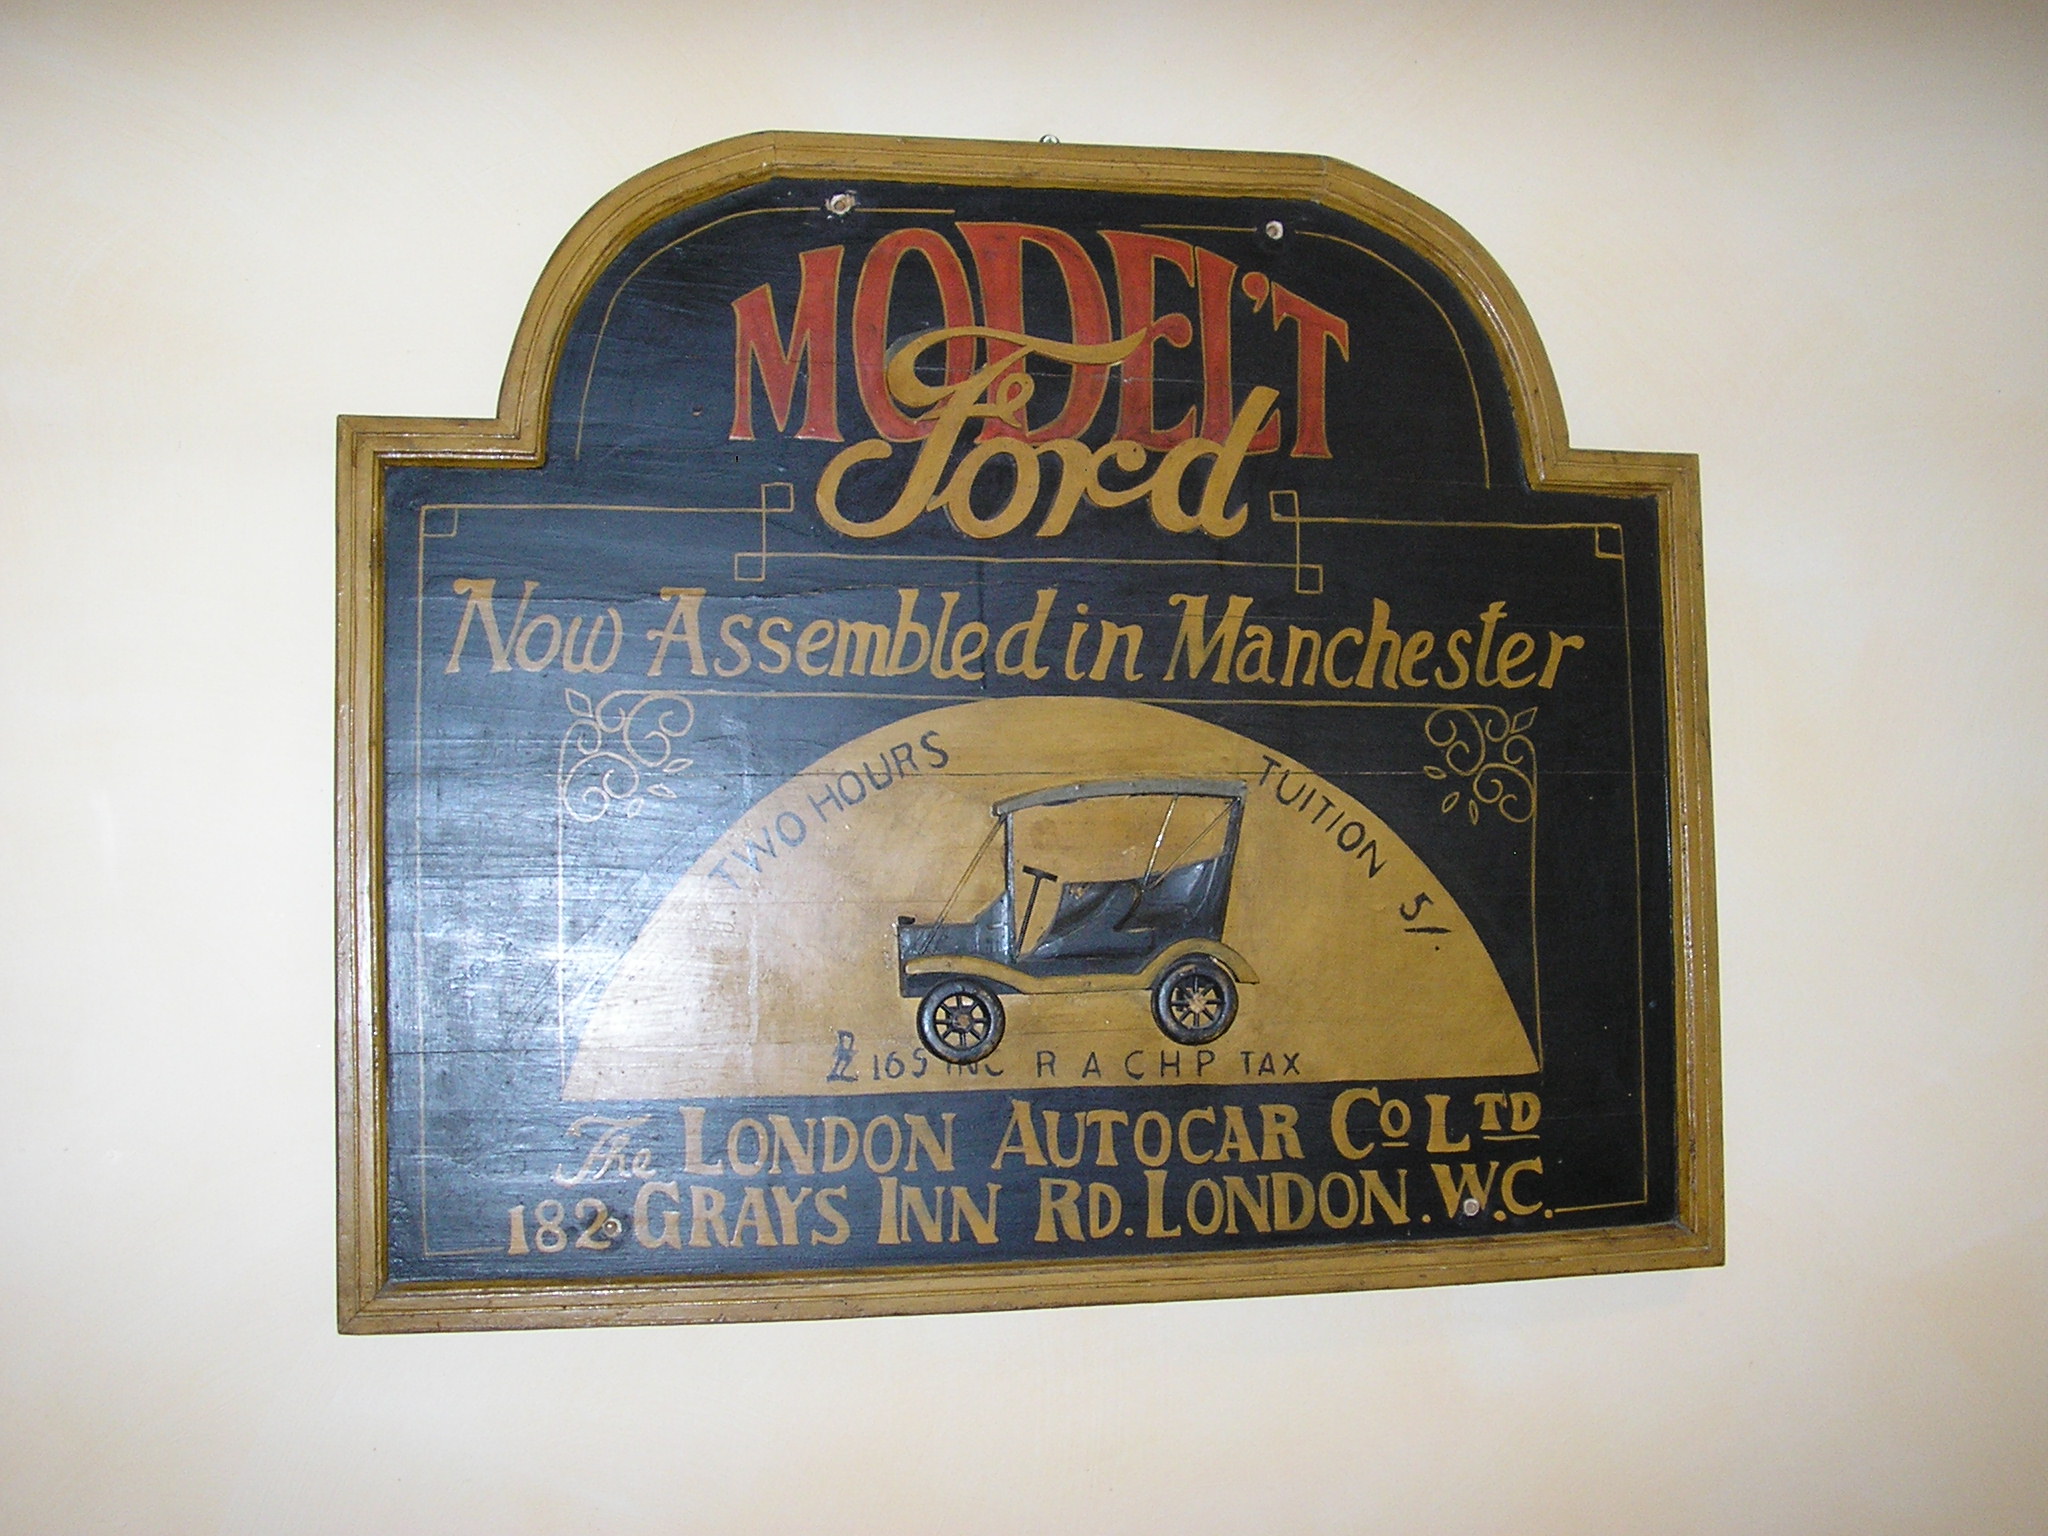 MODEL'T
Ford
Now Assembled in Manchester
TWO HOURS TUITION 5/.
£165 INC R A C H P TAX
The LONDON AUTOCAR CO LTD
182 GRAYS INN RD. LONDON. W.C.